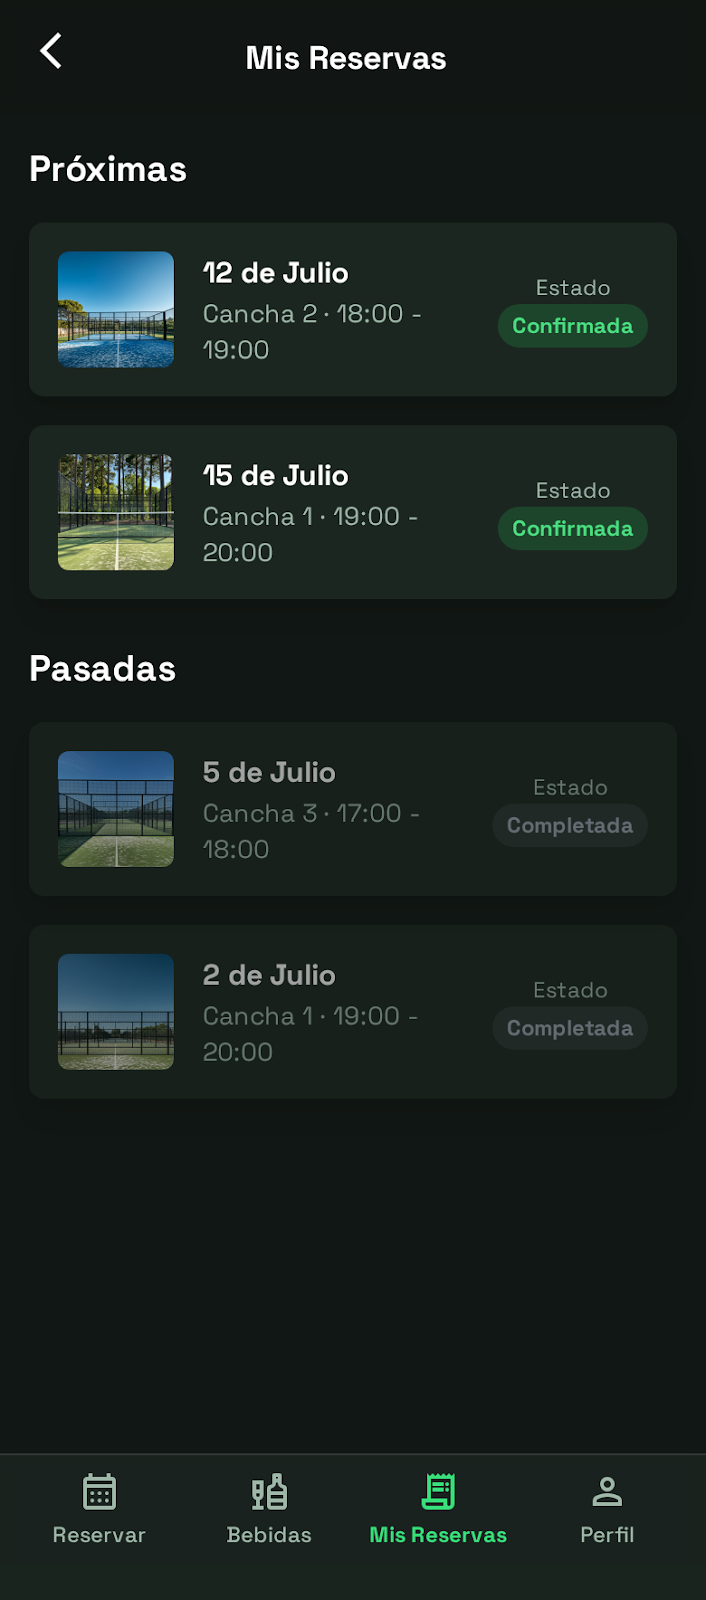 Mis Reservas
Próximas
12 de Julio
Cancha 2 · 18:00 -
19:00
Estado
Confirmada
15 de Julio
Cancha 1 · 19:00 -
20:00
Estado
Confirmada
Pasadas
5 de Julio
Cancha 3 · 17:00 -
18:00
Estado
Completada
2 de Julio
Cancha 1 · 19:00 -
20:00
Estado
Completada
Reservar
Bebidas
Mis Reservas
Perfil